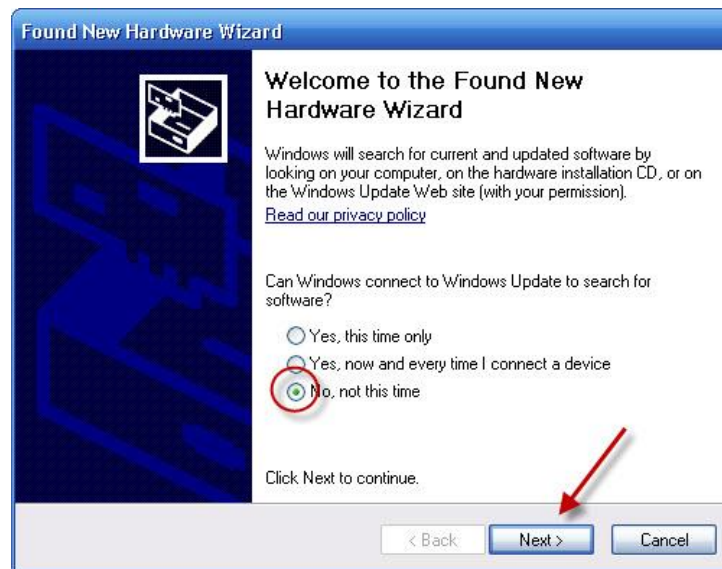 Found New Hardware Wizard
Welcome to the Found New
Hardware Wizard
Windows will search for current and updated software by
looking on your computer, on the hardware installation CD, or on
the Windows Update Web site (with your permission).
Read our privacy policy
Can Windows connect to Windows Update to search for
software?
Yes, this time only
Yes, now and every time I connect a device
No, not this time
Click Next to continue.
< Back Next > Cancel